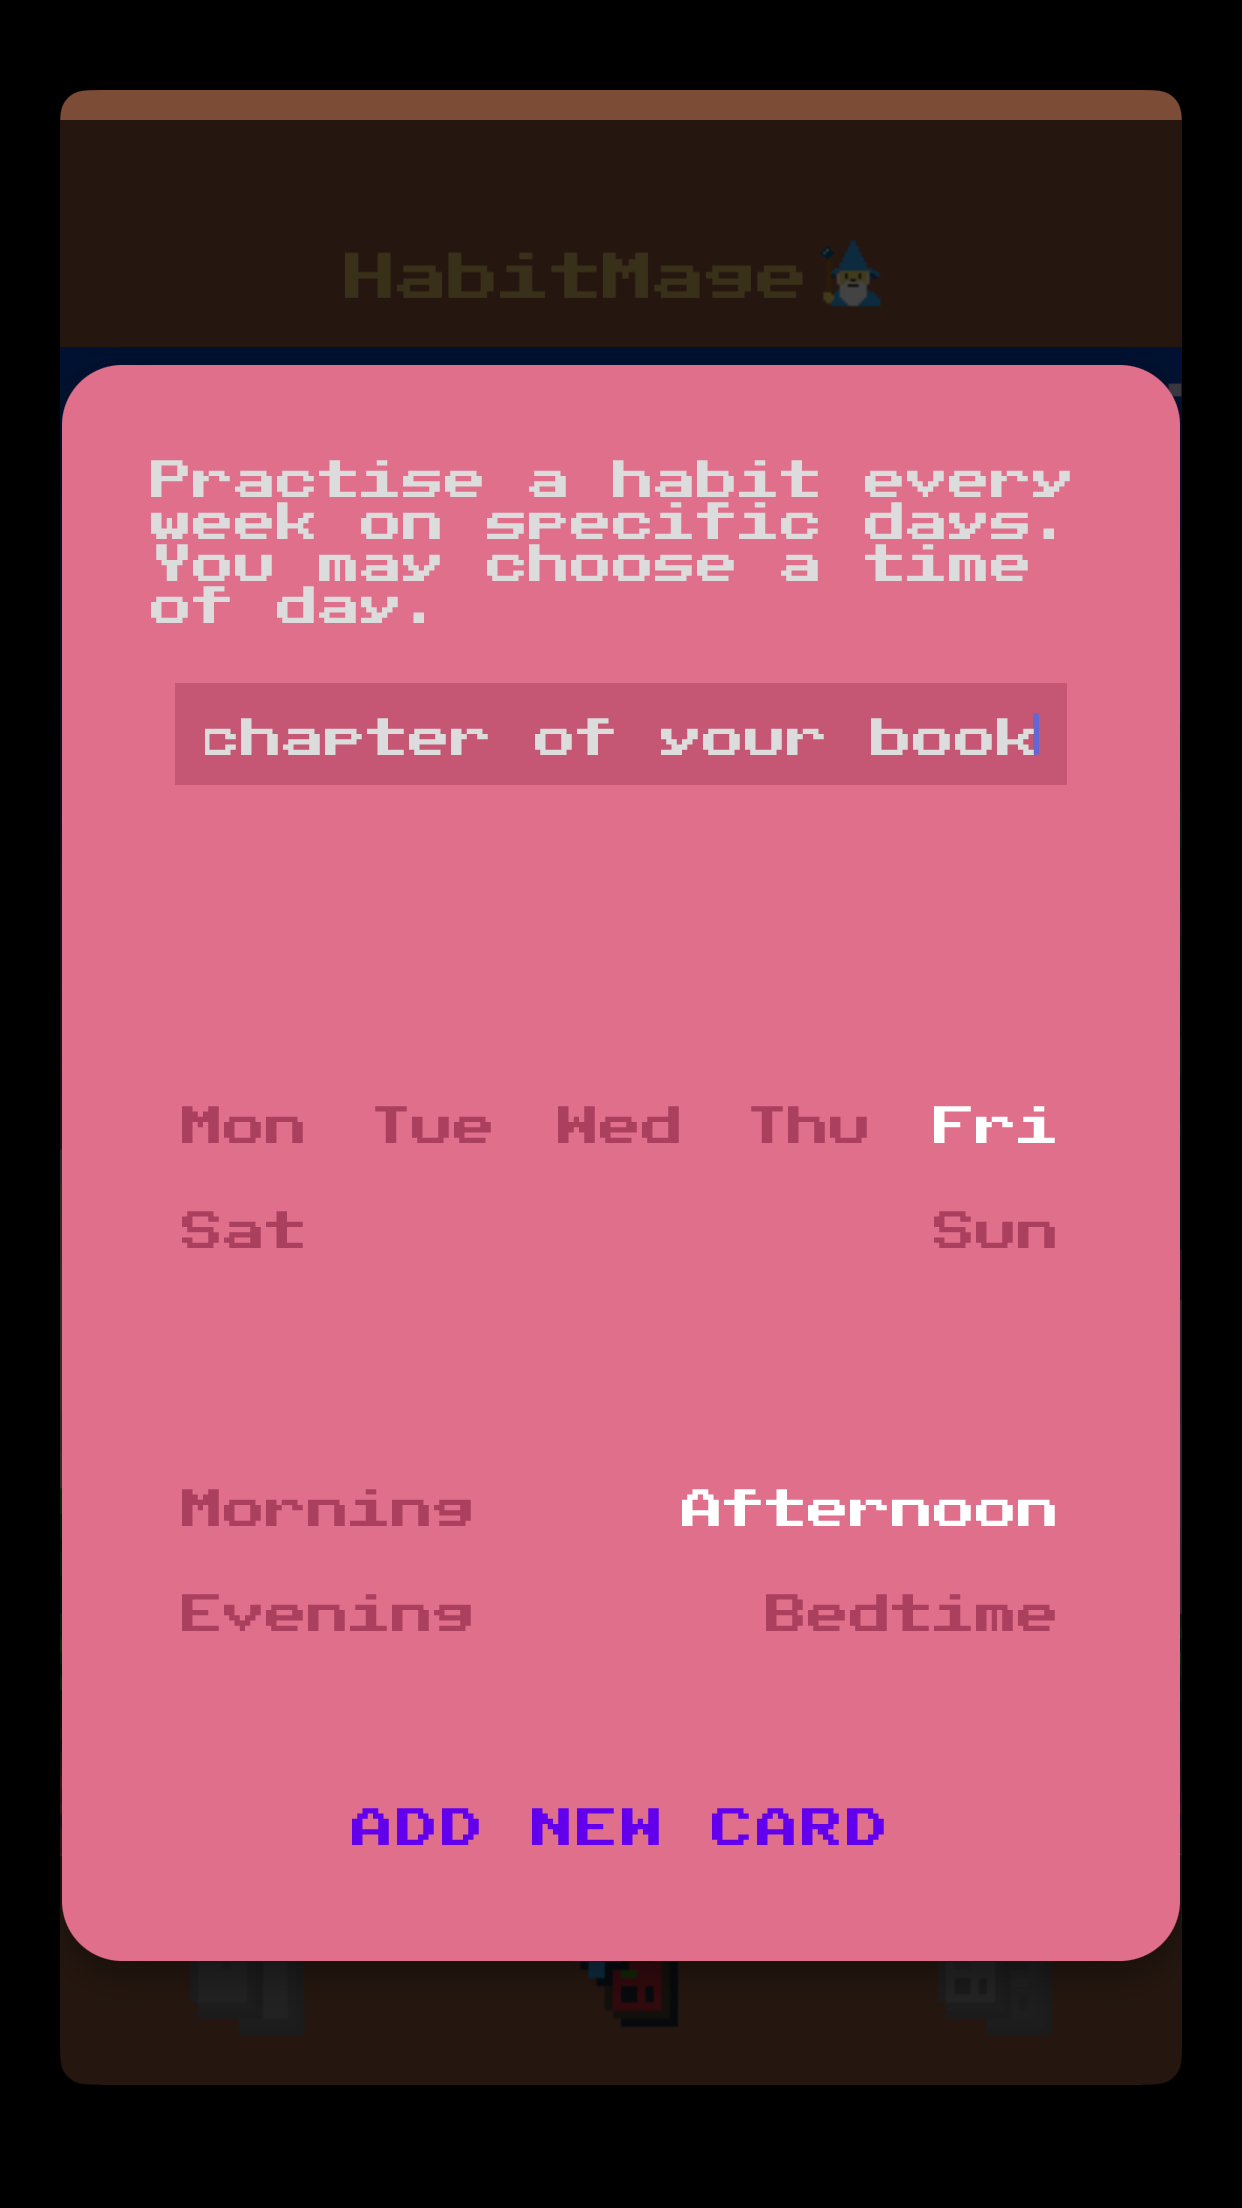 HabitMage
Practise a habit every
week on specific days.
You may choose a time
of day.
chapter of your book
Mon Tue Wed Thu Fri
Sat Sun
Morning Afternoon
Evening Bedtime
ADD NEW CARD